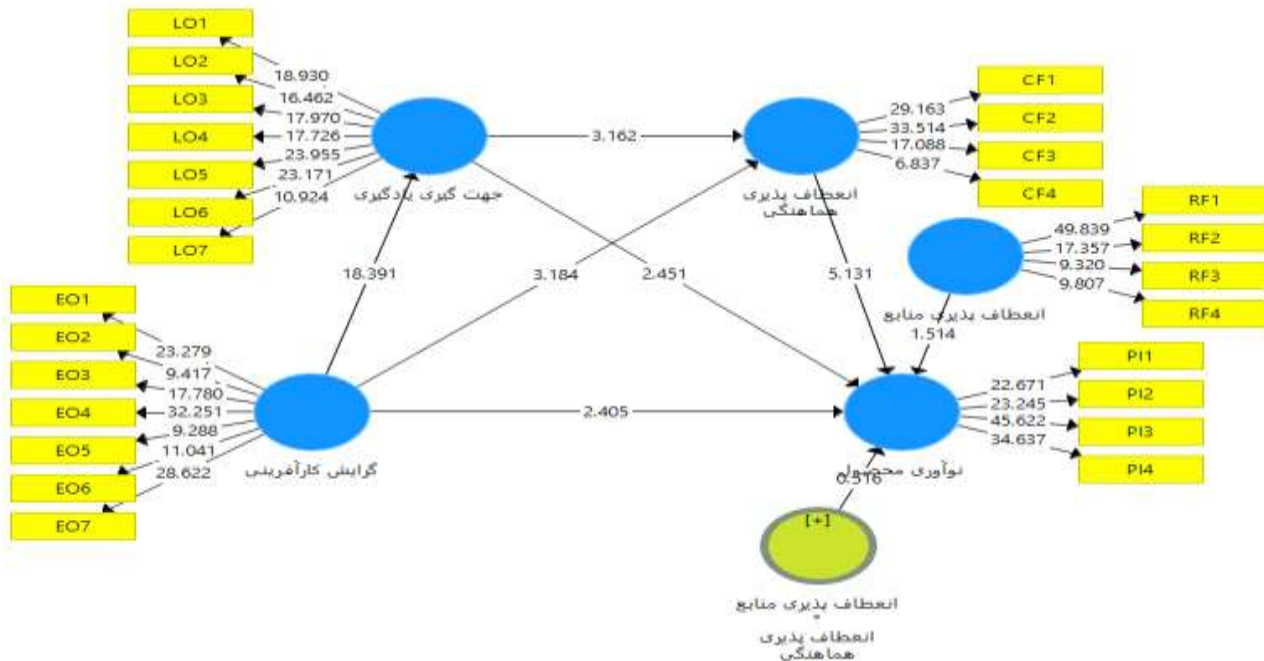 LO1
LO2
LO3
LO4
LO5
LO6
LO7
18.930
16.462
17.970
17.726
23.955
23.171
10.924
جهت گیری یادگیری
3.162
انعطاف پذیری
هماهنگی
29.163
33.514
17.088
6.837
CF1
CF2
CF3
CF4
18.391
3.184
2.451
5.131
انعطاف پذیری منابع
49.839
17.357
9.320
9.807
RF1
RF2
RF3
RF4
1.514
EO1
EO2
EO3
EO4
EO5
EO6
EO7
23.279
9.417
17.780
32.251
9.288
11.041
28.622
گرایش کارآفرینی
2.405
نوآوری محصول
22.671
23.245
45.622
34.637
PI1
PI2
PI3
PI4
0.516
[+]
انعطاف پذیری منابع
*
انعطاف پذیری
هماهنگی